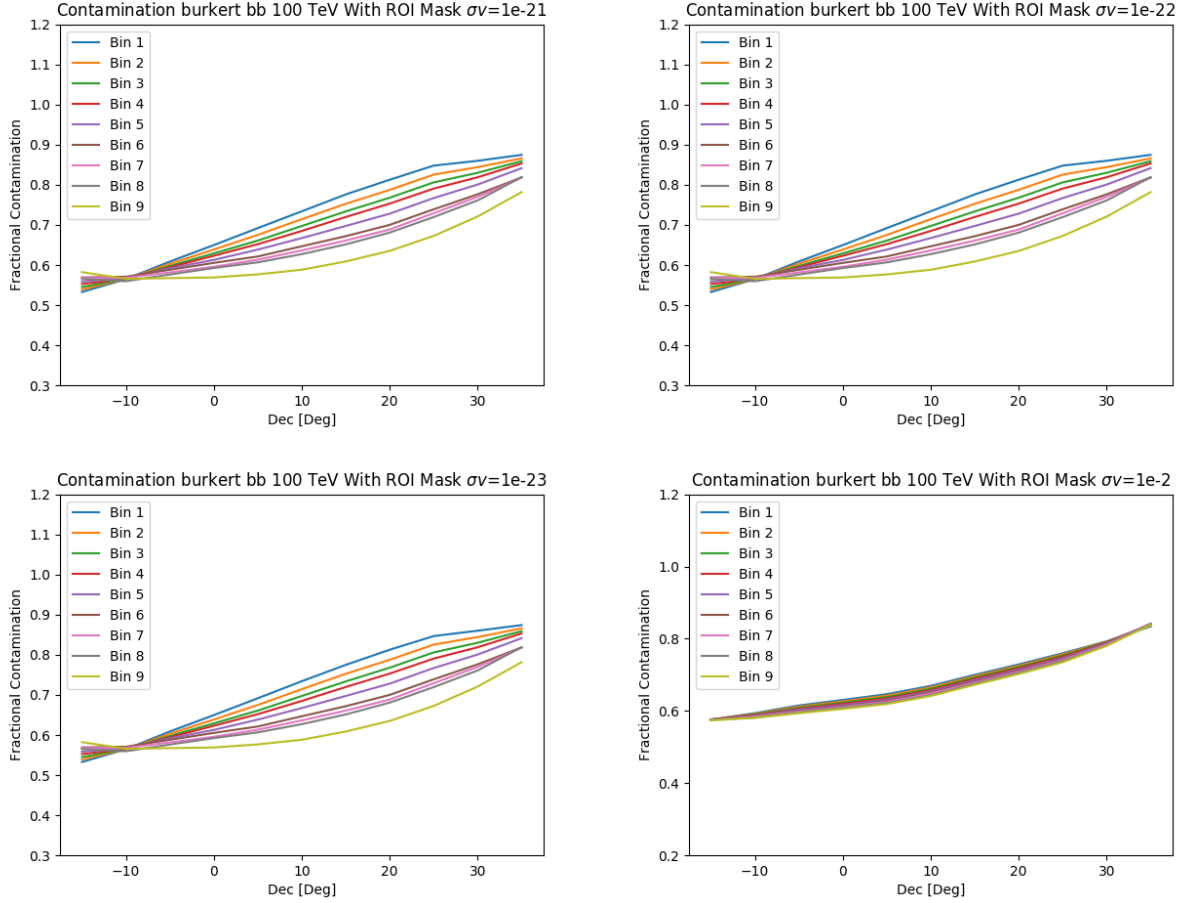 Contamination burkert bb 100 TeV With ROI Mask σv=1e-21
1.2
1.1
1.0
0.9
0.8
0.7
0.6
0.5
0.4
0.3
Fractional Contamination
Bin 1
Bin 2
Bin 3
Bin 4
Bin 5
Bin 6
Bin 7
Bin 8
Bin 9
−10
0
10
20
30
Dec [Deg]
Contamination burkert bb 100 TeV With ROI Mask σv=1e-22
1.2
1.1
1.0
0.9
0.8
0.7
0.6
0.5
0.4
0.3
Fractional Contamination
Bin 1
Bin 2
Bin 3
Bin 4
Bin 5
Bin 6
Bin 7
Bin 8
Bin 9
−10
0
10
20
30
Dec [Deg]
Contamination burkert bb 100 TeV With ROI Mask σv=1e-23
1.2
1.1
1.0
0.9
0.8
0.7
0.6
0.5
0.4
0.3
Fractional Contamination
Bin 1
Bin 2
Bin 3
Bin 4
Bin 5
Bin 6
Bin 7
Bin 8
Bin 9
−10
0
10
20
30
Dec [Deg]
Contamination burkert bb 100 TeV With ROI Mask σv=1e-2
1.2
1.0
0.8
0.6
0.4
0.2
Fractional Contamination
Bin 1
Bin 2
Bin 3
Bin 4
Bin 5
Bin 6
Bin 7
Bin 8
Bin 9
−10
0
10
20
30
Dec [Deg]